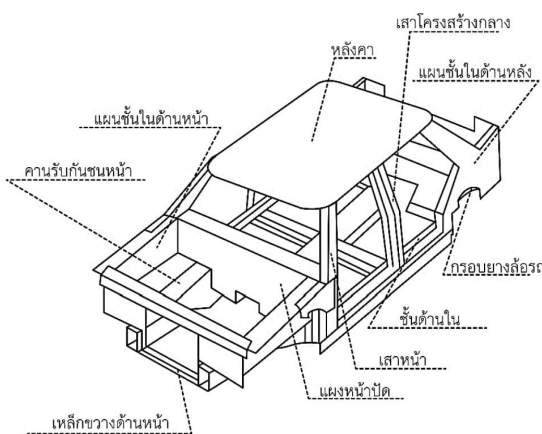 เสาโครงสร้างกลาง
หลังคา
แผนชั้นในด้านหลัง
แผนชั้นในด้านหน้า
คานรับกันชนหน้า
กรอบยางล้อรถ
ชั้นด้านใน
เสาหน้า
แผงหน้าปัด
เหล็กขวางด้านหน้า